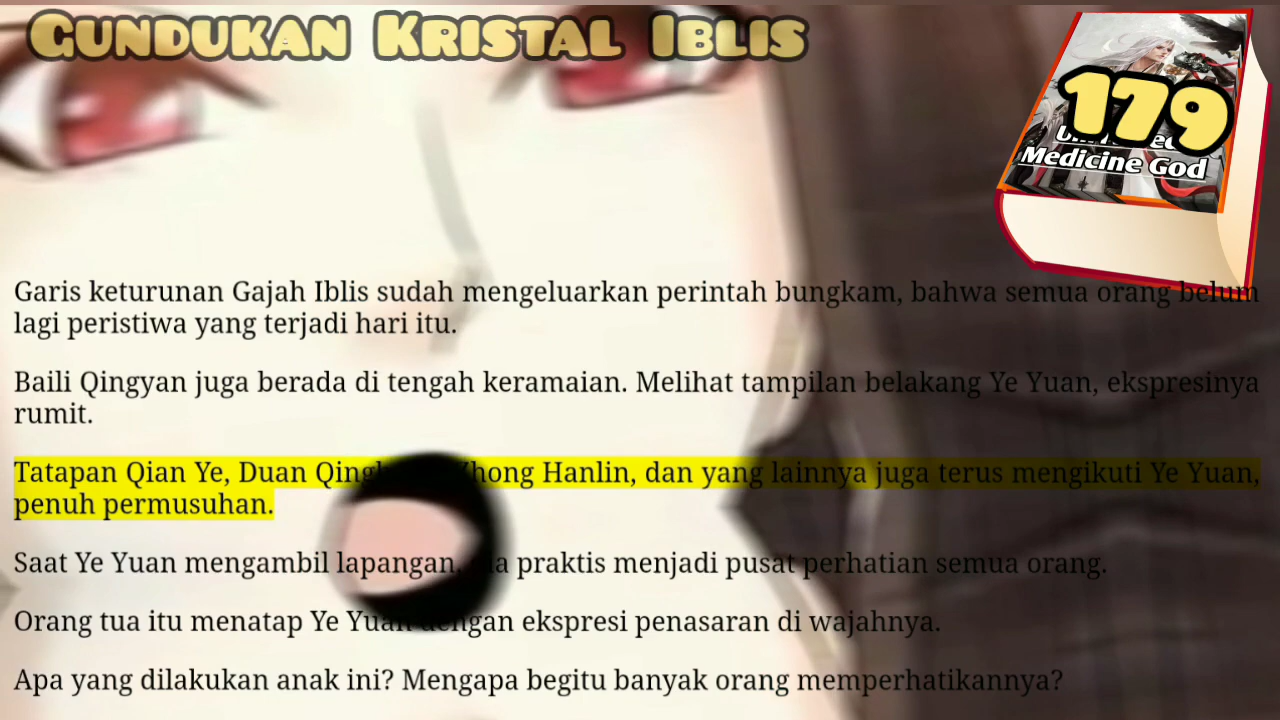 Gundukan Kristal Iblis
179
Medicine God
Garis keturunan Gajah Iblis sudah mengeluarkan perintah bungkam, bahwa semua orang belum
lagi peristiwa yang terjadi hari itu.
Baili Qingyan juga berada di tengah keramaian. Melihat tampilan belakang Ye Yuan, ekspresinya
rumit.
Tatapan Qian Ye, Duan Hanlin, dan yang lainnya juga terus mengikuti Ye Yuan,
penuh permusuhan.
Saat Ye Yuan mengambil lapangan, praktis menjadi pusat perhatian semua orang.
Orang tua itu menatap Ye Yuan dengan ekspresi penasaran di wajahnya.
Apa yang dilakukan anak ini? Mengapa begitu banyak orang memperhatikannya?